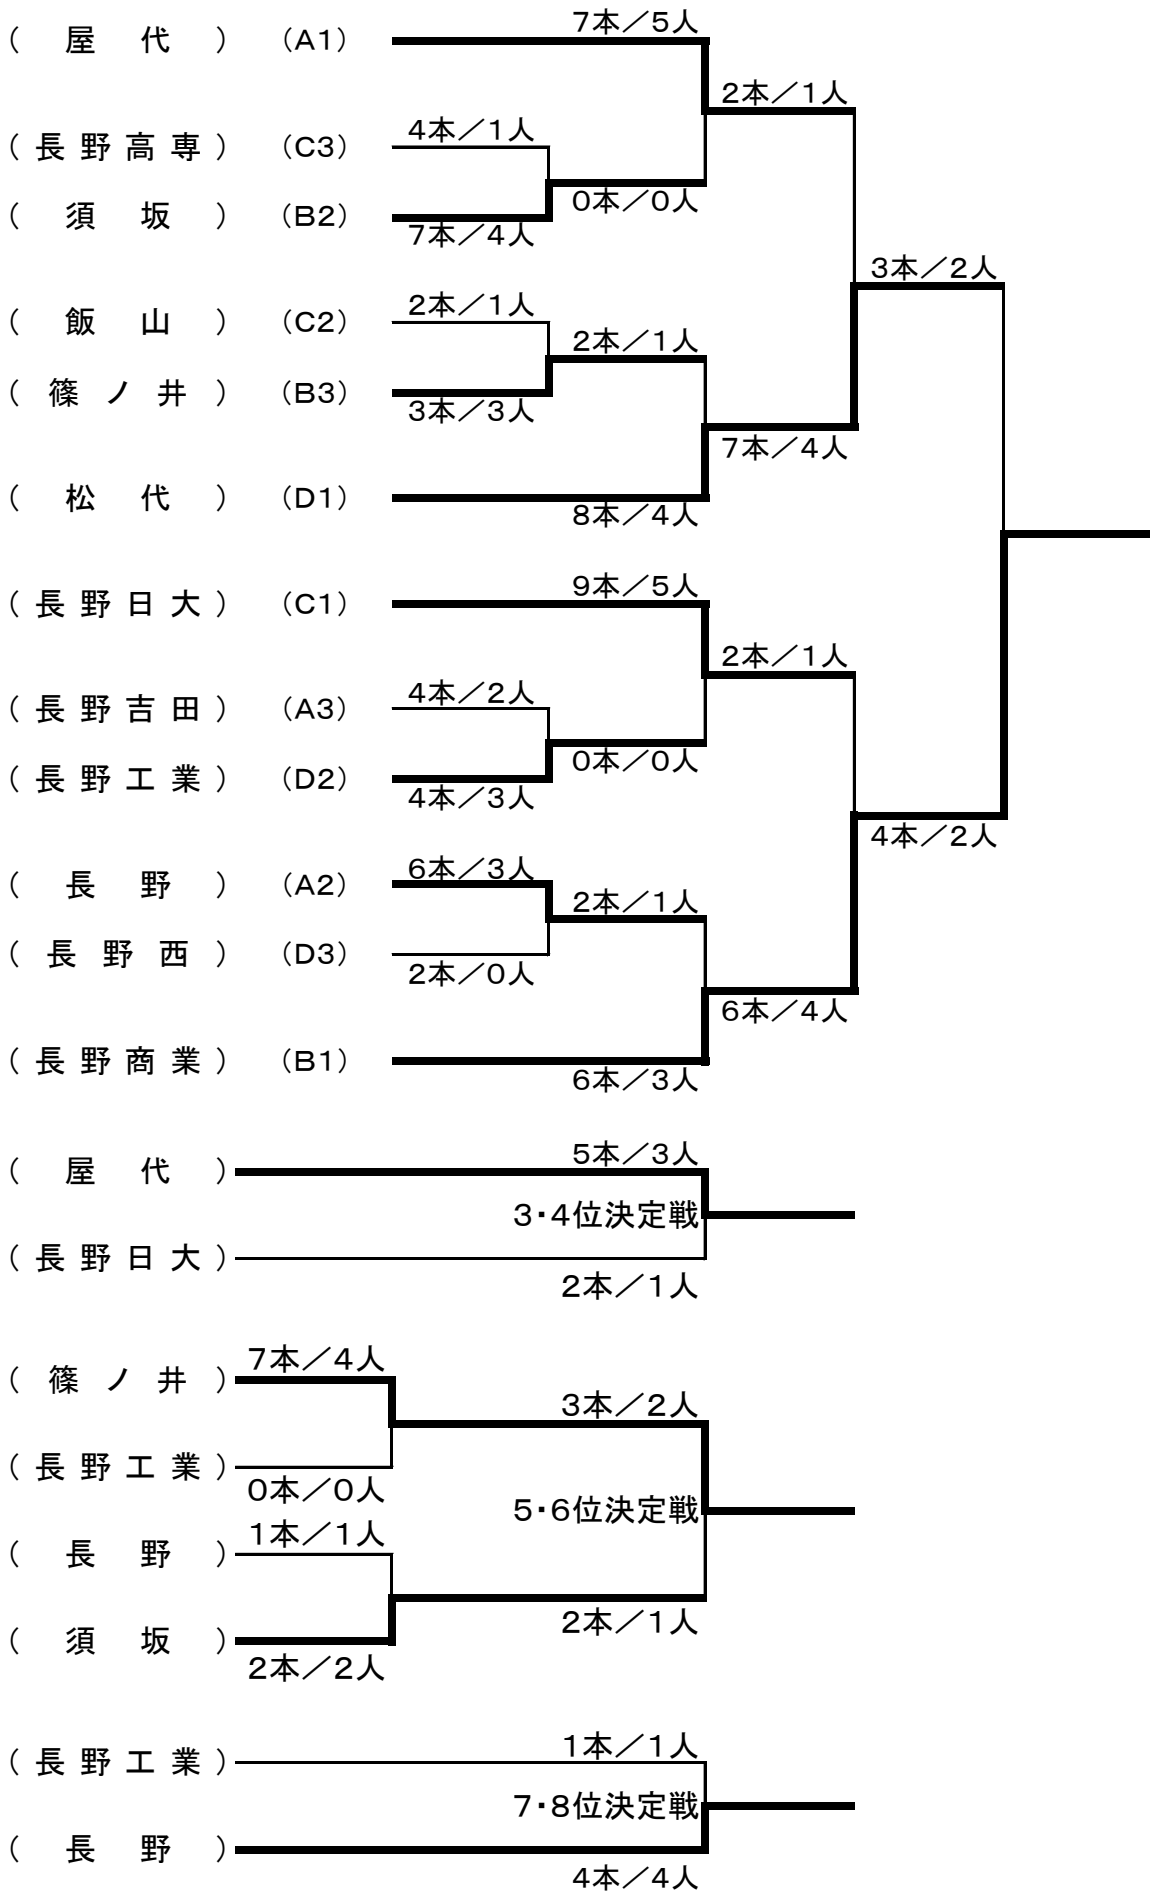 7本／5人
（　屋　代　）　（A1）
2本／1人
4本／1人
（長野高専）　（C3）
0本／0人
（　須　坂　）　（B2）
7本／4人
3本／2人
2本／1人
（　飯　山　）　（C2）
2本／1人
（篠ノ井）　（B3）
3本／3人
7本／4人
（　松　代　）　（D1）
8本／4人
9本／5人
（長野日大）　（C1）
2本／1人
4本／2人
（長野吉田）　（A3）
0本／0人
（長野工業）　（D2）
4本／3人
4本／2人
6本／3人
（　長　野　）　（A2）
2本／1人
（長野西）　（D3）
2本／0人
6本／4人
（長野商業）　（B1）
6本／3人
5本／3人
（　屋　代　）
3・4位決定戦
（長野日大）
2本／1人
7本／4人
（篠ノ井）
3本／2人
（長野工業）
0本／0人
5・6位決定戦
1本／1人
（　長　野　）
2本／1人
（　須　坂　）
2本／2人
1本／1人
（長野工業）
7・8位決定戦
（　長　野　）
4本／4人